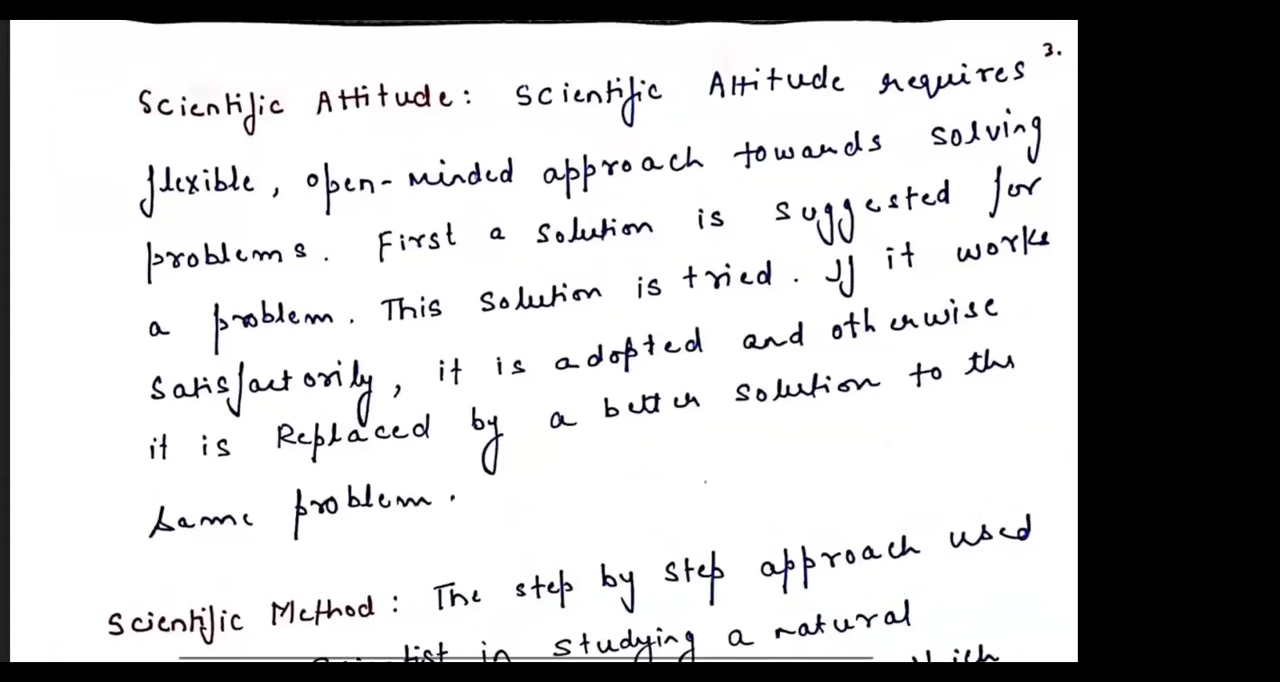 3.
Scientific Attitude: Scientific Attitude requires
flexible, open-minded approach towards solving
problems. First a solution is suggested for
a problem. This solution is tried. If it works
satisfactorily, it is adopted and otherwise
it is Replaced by a better solution to the
same problem.
Scientific Method: The step by step approach used
in studying a natural